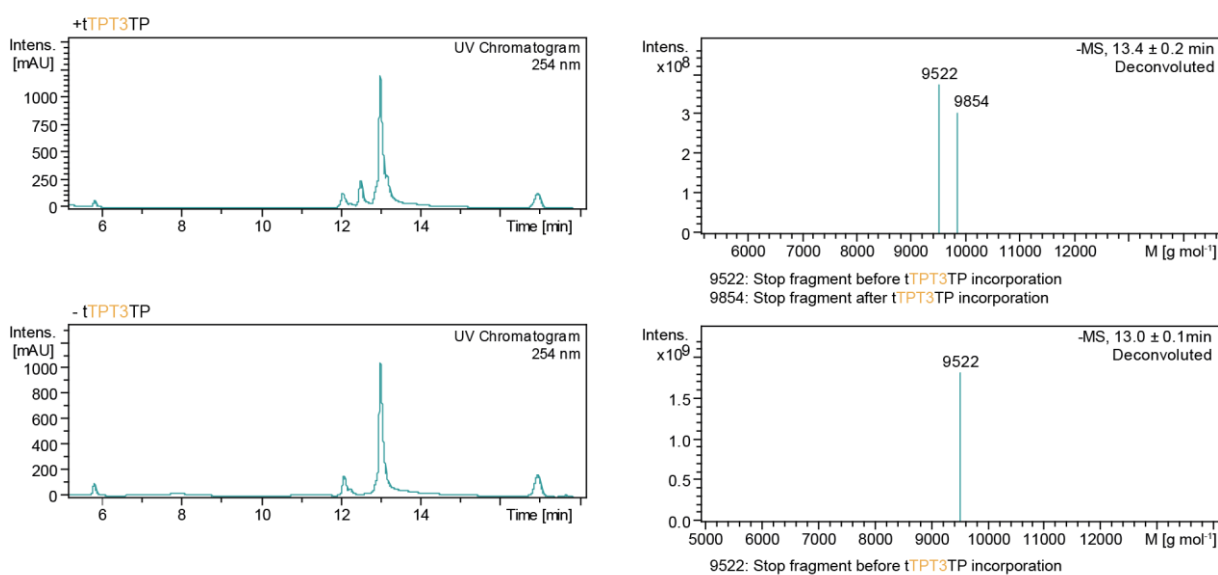 +tTPT3TP
Intens.
[mAU]
UV Chromatogram
254 nm
1000
750
500
250
0
6 8 10 12 14 Time [min]
Intens.
x10^8
-MS, 13.4 ± 0.2 min
Deconvoluted
9522
9854
3
2
1
0
6000 7000 8000 9000 10000 11000 12000 M [g mol⁻¹]
9522: Stop fragment before tTPT3TP incorporation
9854: Stop fragment after tTPT3TP incorporation
- tTPT3TP
Intens.
[mAU]
UV Chromatogram
254 nm
1000
800
600
400
200
0
6 8 10 12 14 Time [min]
Intens.
x10^9
-MS, 13.0 ± 0.1min
Deconvoluted
9522
1.5
1.0
0.5
0.0
5000 6000 7000 8000 9000 10000 11000 12000 M [g mol⁻¹]
9522: Stop fragment before tTPT3TP incorporation